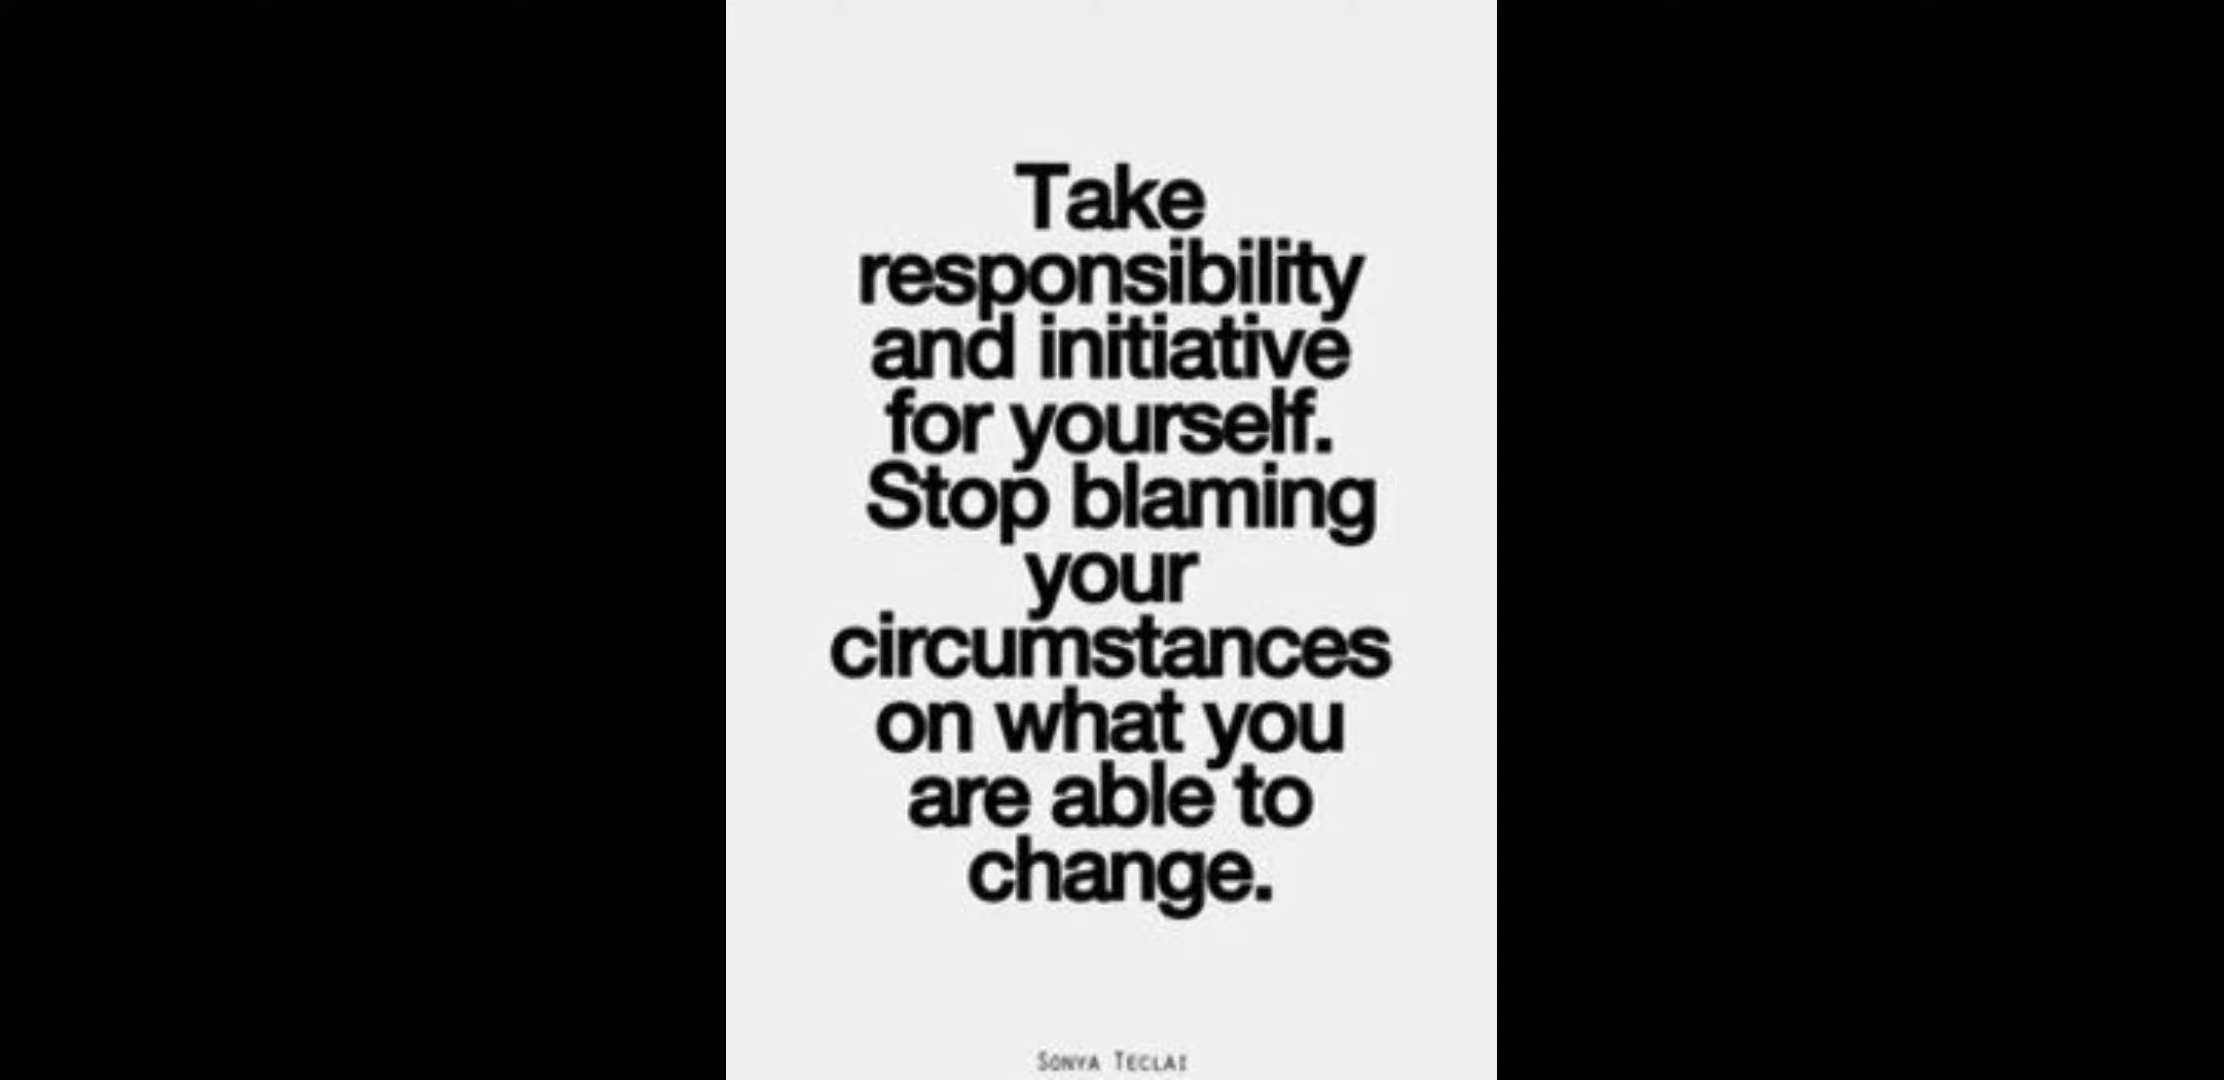 Take
responsibility
and initiative
for yourself.
Stop blaming
your
circumstances
on what you
are able to
change.
SONYA TECLAI